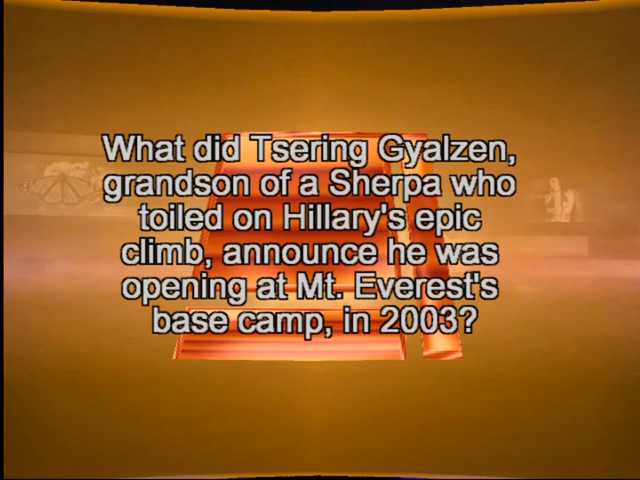 What did Tsering Gyalzen,
grandson of a Sherpa who
toiled on Hillary's epic
climb, announce he was
opening at Mt. Everest's
base camp, in 2003?